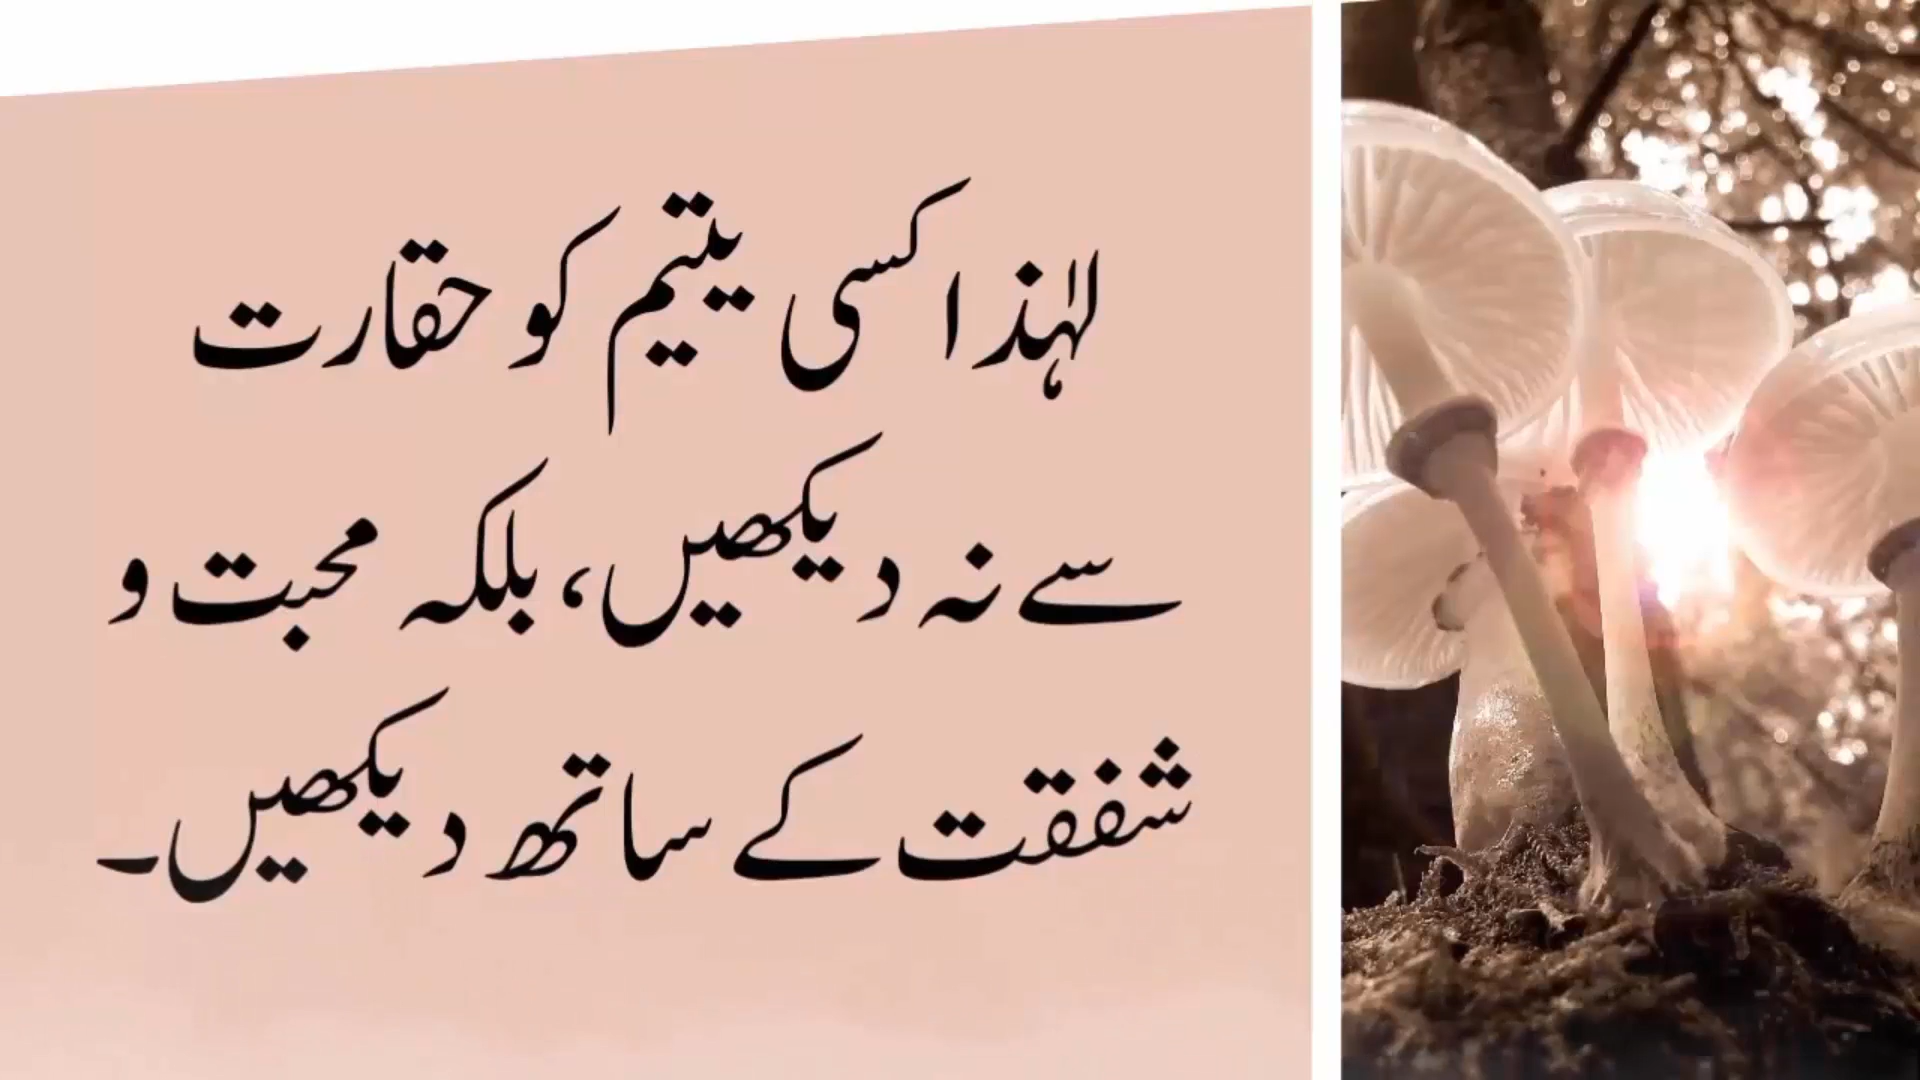 لہٰذا کسی یتیم کو حقارت
سے نہ دیکھیں، بلکہ محبت و
شفقت کے ساتھ دیکھیں۔